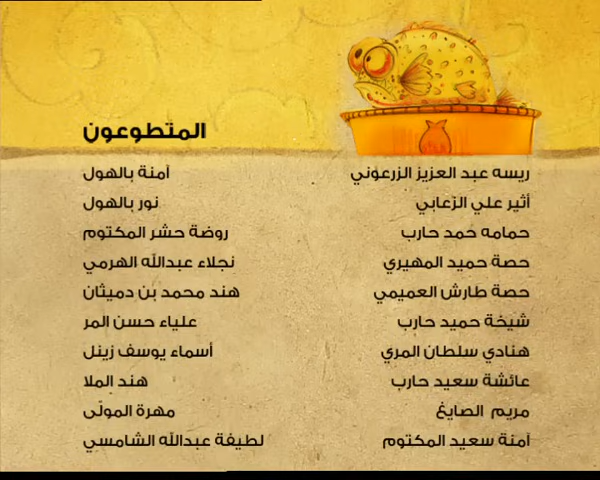 المتطوعون
ريسه عبد العزيز الزرعوني
أثير علي الزعابي
حمامه حمد حارب
حصة حميد المهيري
حصة طارش العميمي
شيخة حميد حارب
هنادي سلطان المري
عائشة سعيد حارب
مريم الصايغ
آمنة سعيد المكتوم
آمنة بالهول
نور بالهول
روضة حشر المكتوم
نجلاء عبدالله الهرمي
هند محمد بن دميثان
علياء حسن المر
أسماء يوسف زينل
هند الملا
مهرة المولى
لطيفة عبدالله الشامسي